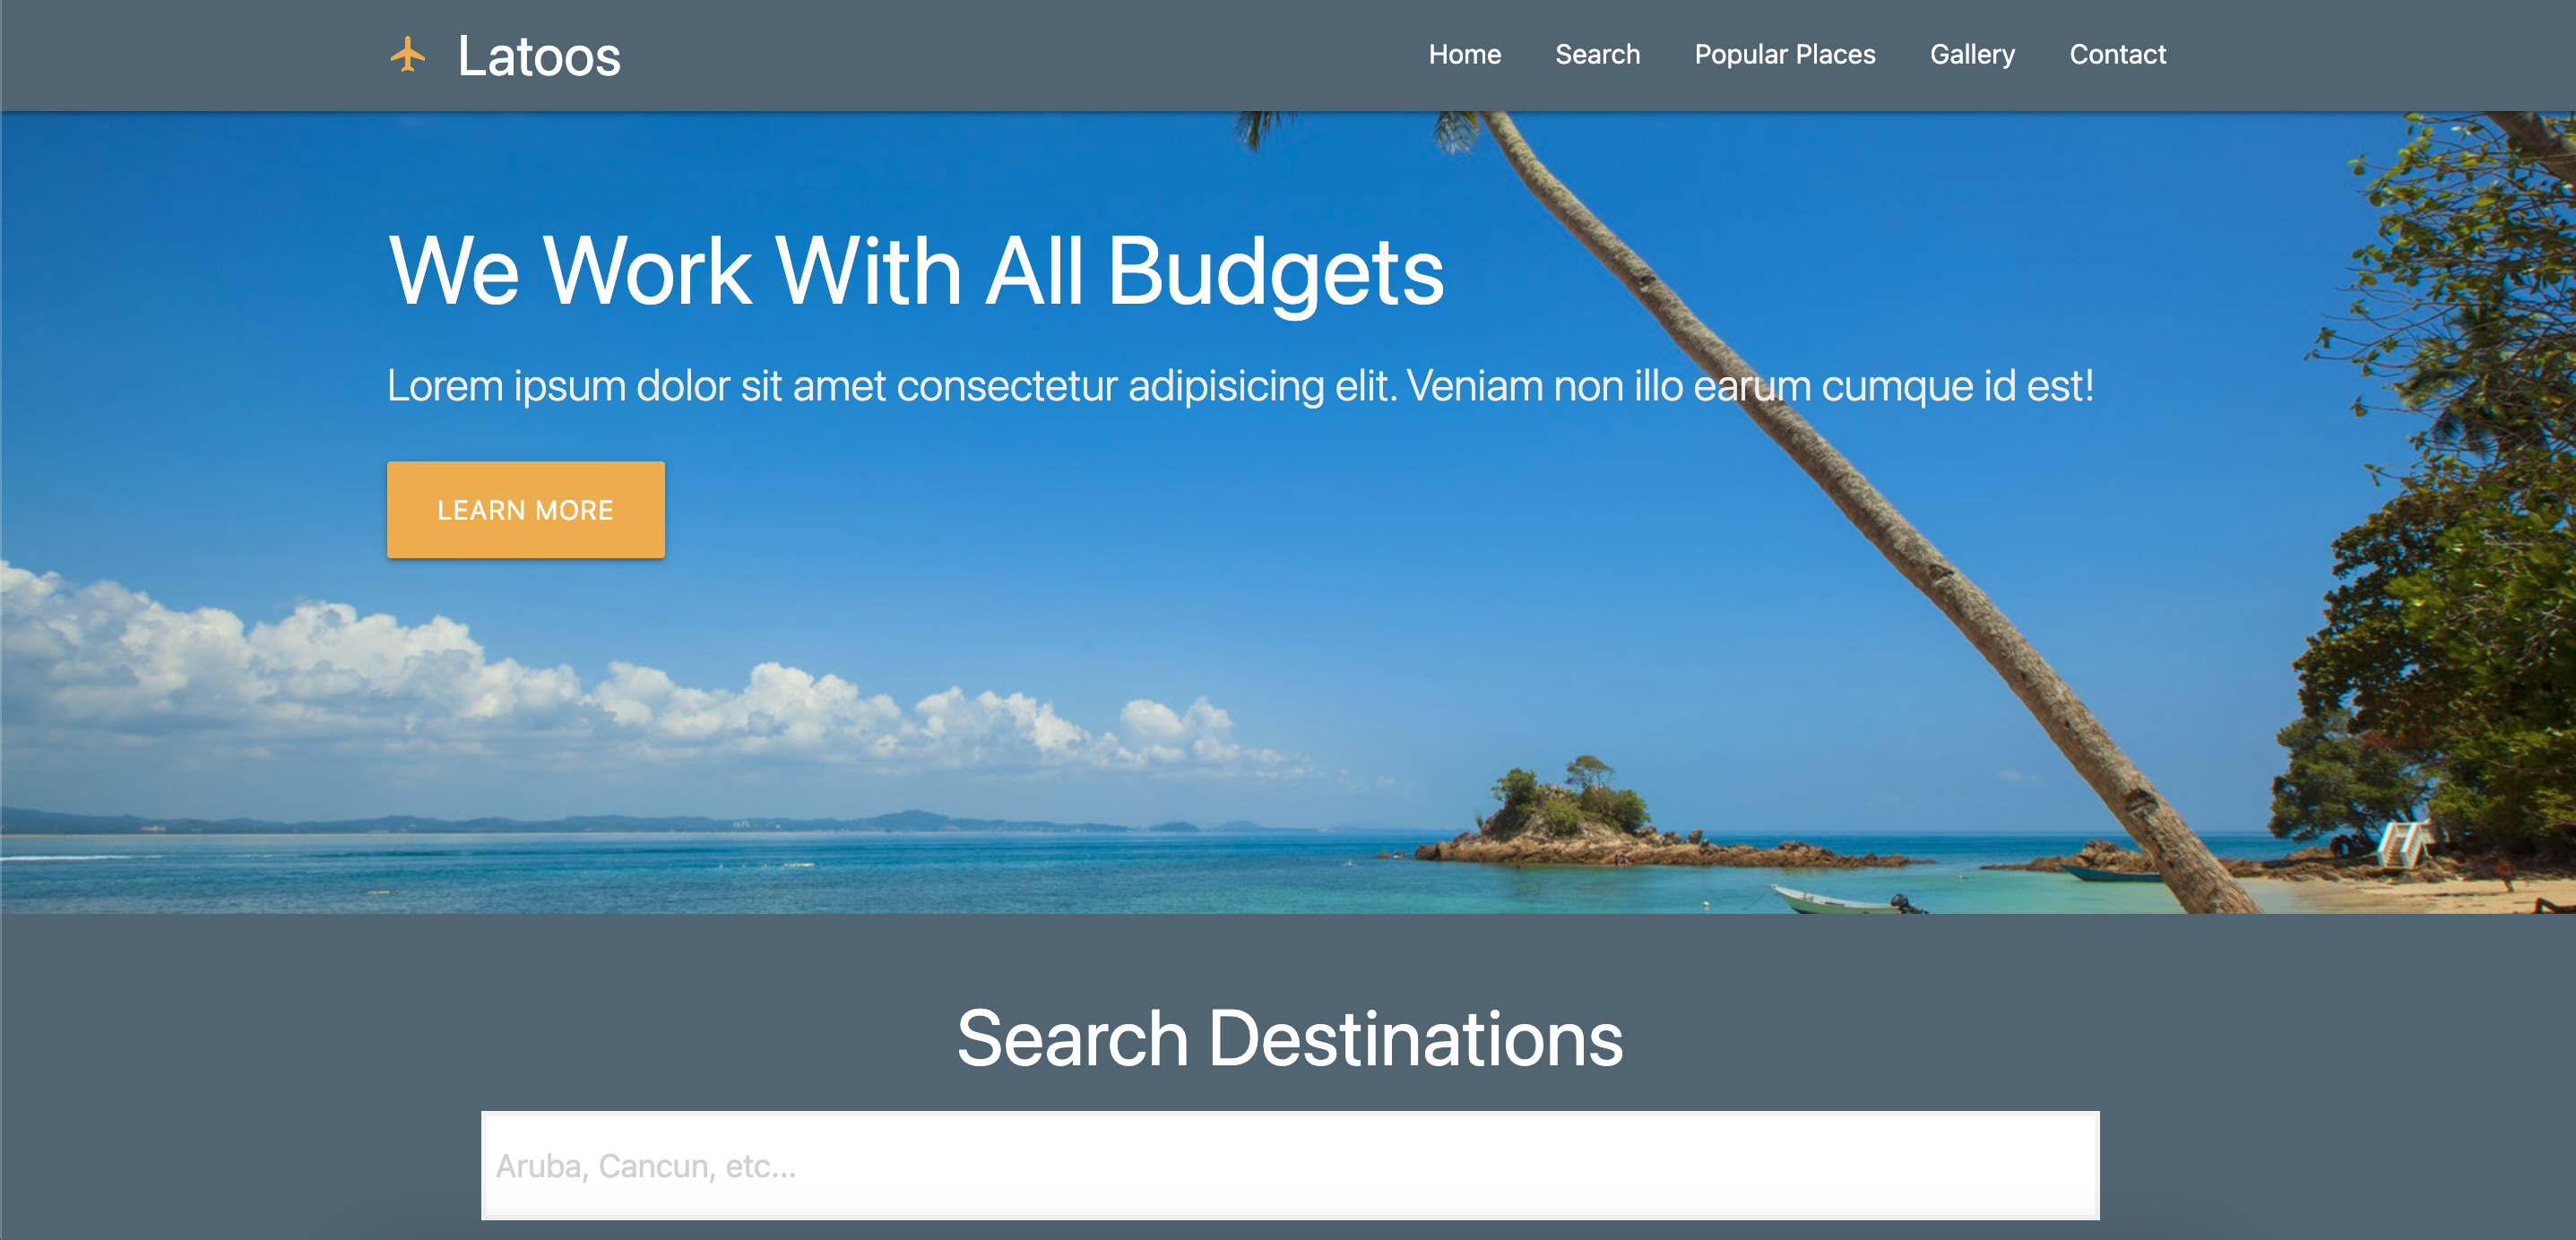 Latoos
Home Search Popular Places Gallery Contact
We Work With All Budgets
Lorem ipsum dolor sit amet consectetur adipisicing elit. Veniam non illo earum cumque id est!
LEARN MORE
Search Destinations
Aruba, Cancun, etc...